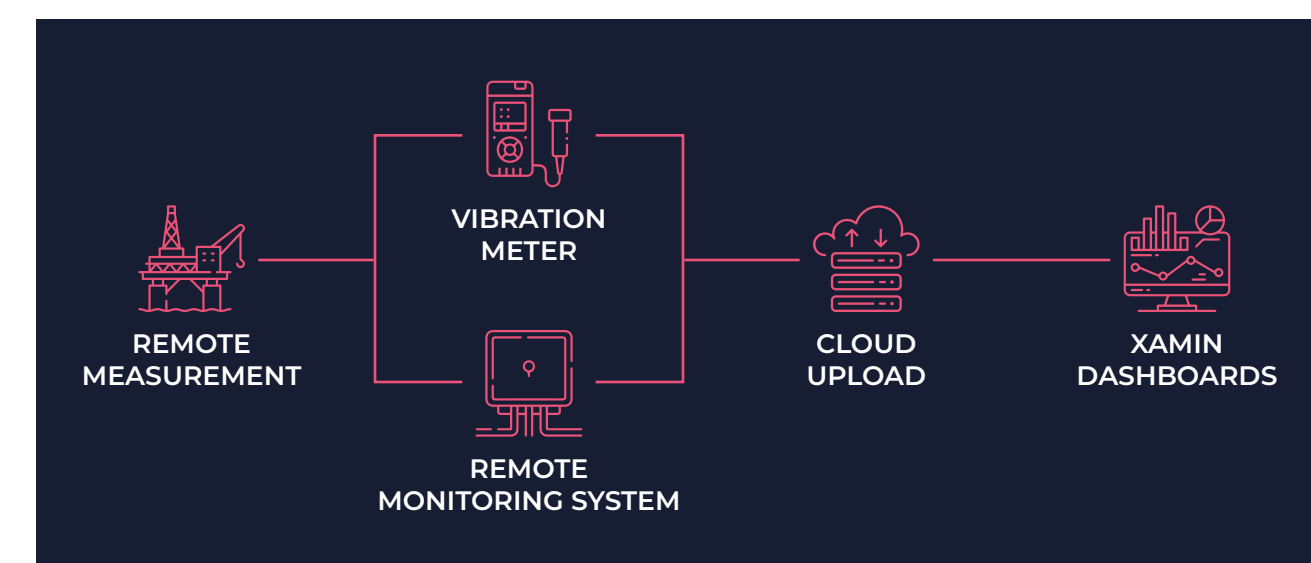 VIBRATION
METER
REMOTE
MEASUREMENT
CLOUD
UPLOAD
XAMIN
DASHBOARDS
REMOTE
MONITORING SYSTEM